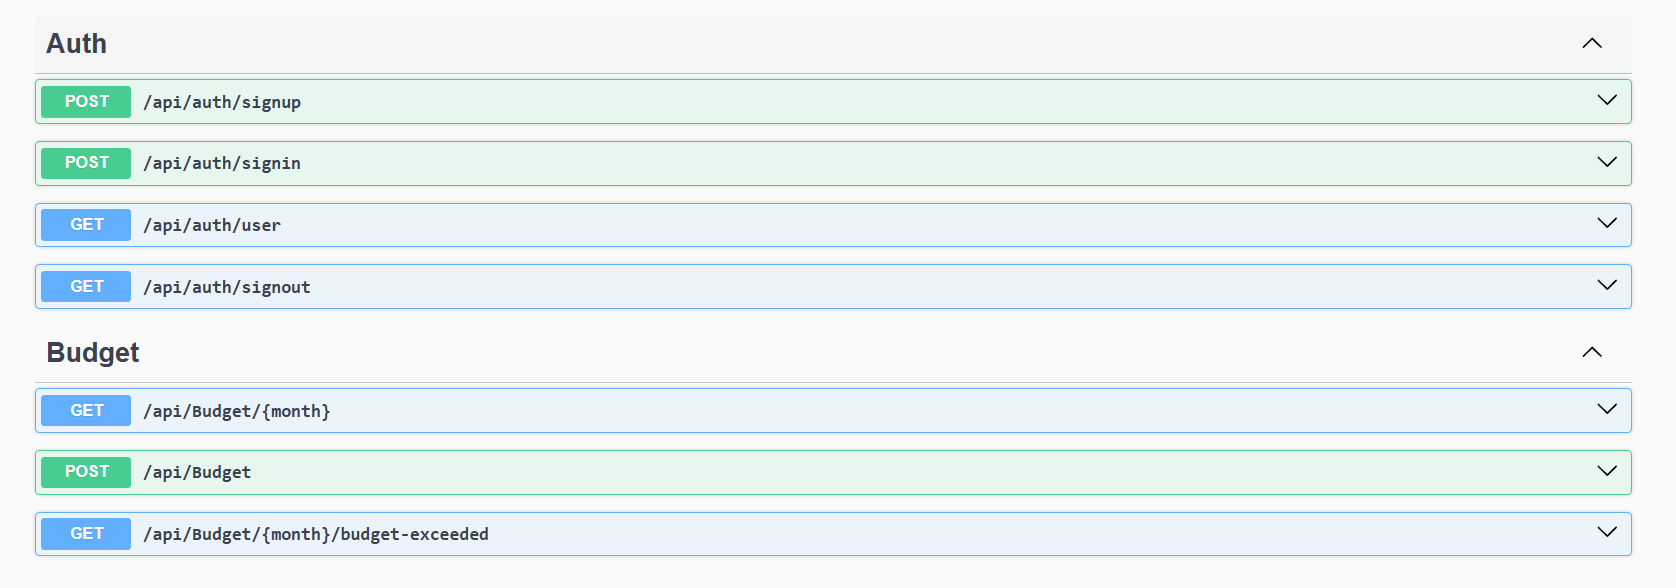 Auth
POST /api/auth/signup
POST /api/auth/signin
GET /api/auth/user
GET /api/auth/signout
Budget
GET /api/Budget/{month}
POST /api/Budget
GET /api/Budget/{month}/budget-exceeded